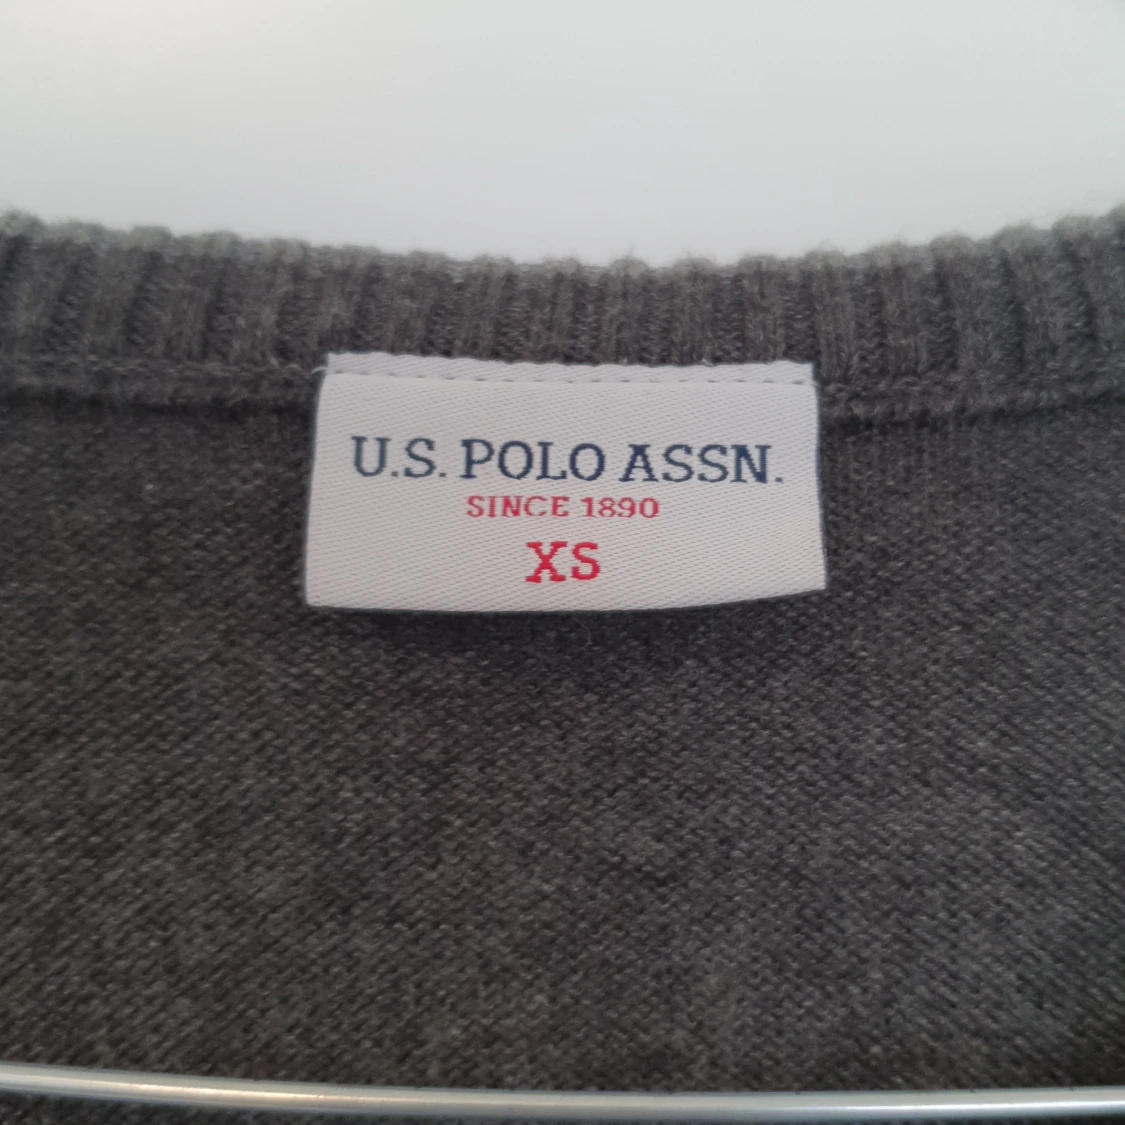 U.S. POLO ASSN.
SINCE 1890
XS